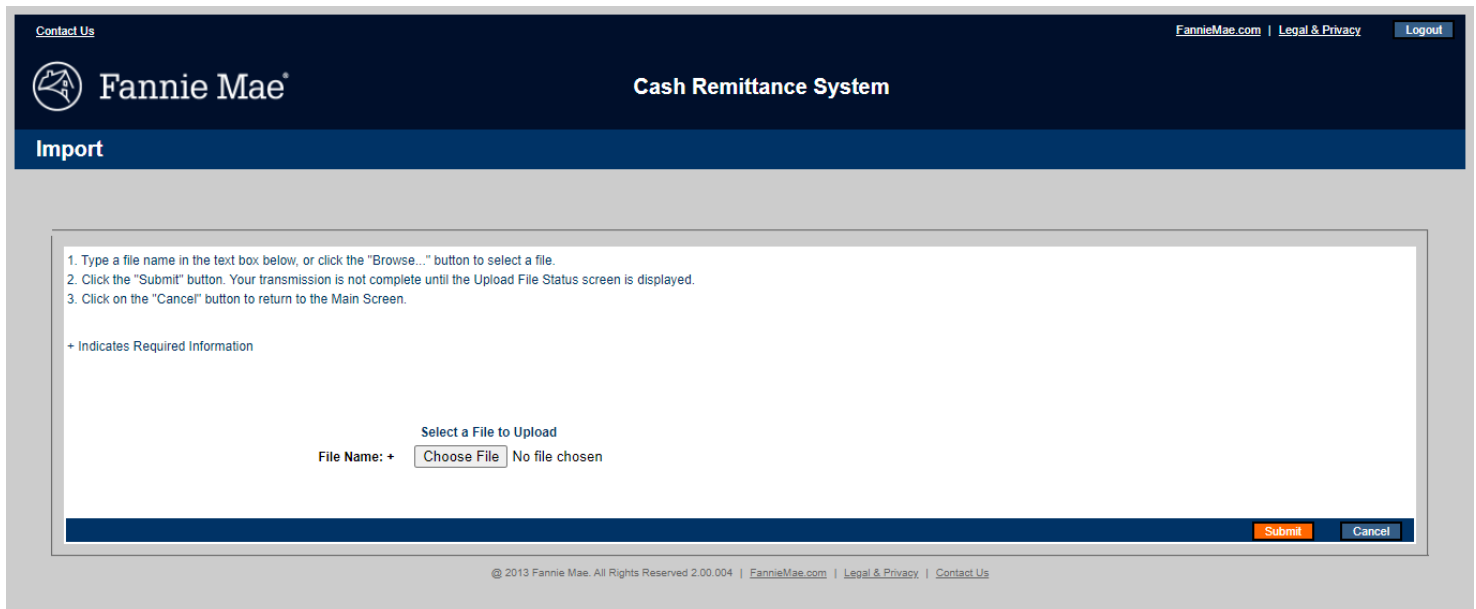 Contact Us
FannieMae.com | Legal & Privacy
Logout
Fannie Mae®
Cash Remittance System
Import
1. Type a file name in the text box below, or click the "Browse..." button to select a file.
2. Click the "Submit" button. Your transmission is not complete until the Upload File Status screen is displayed.
3. Click on the "Cancel" button to return to the Main Screen.
+ Indicates Required Information
Select a File to Upload
File Name: + Choose File No file chosen
Submit Cancel
@ 2013 Fannie Mae. All Rights Reserved 2.00.004 | FannieMae.com | Legal & Privacy | Contact Us